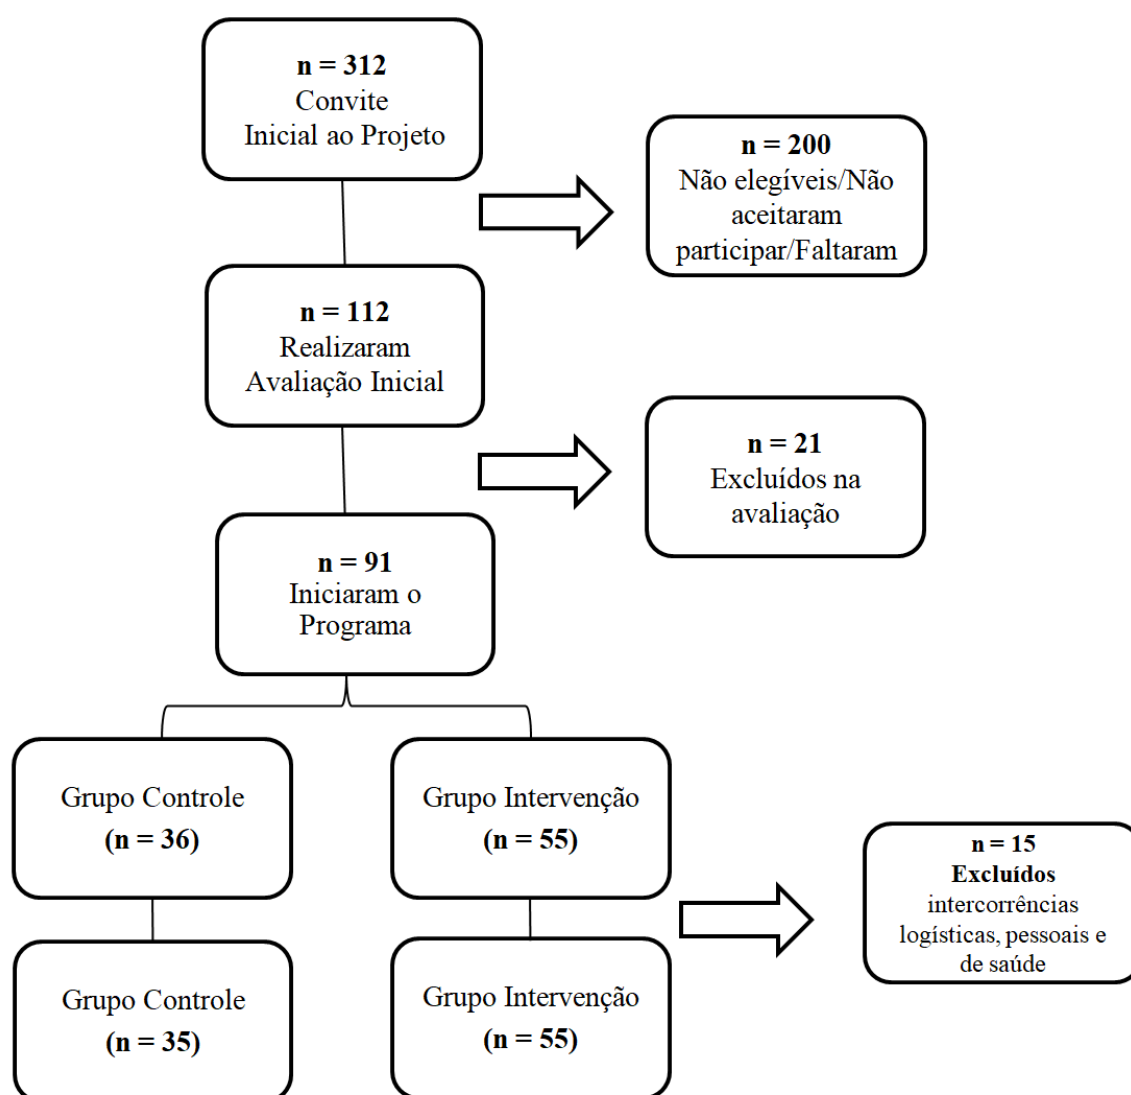 n = 312
Convite
Inicial ao Projeto
n = 200
Não elegíveis/Não
aceitaram
participar/Faltaram
n = 112
Realizaram
Avaliação Inicial
n = 21
Excluídos na
avaliação
n = 91
Iniciaram o
Programa
Grupo Controle
(n = 36)
Grupo Intervenção
(n = 55)
n = 15
Excluídos
intercorrências
logísticas, pessoais e
de saúde
Grupo Controle
(n = 35)
Grupo Intervenção
(n = 55)